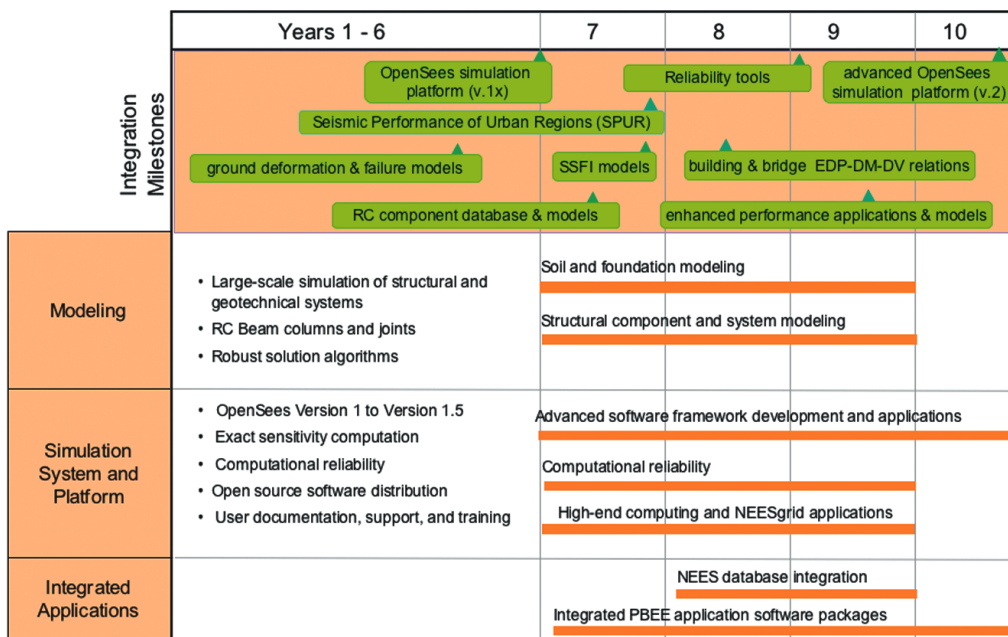 Years 1 - 6 7 8 9 10
Integration
Milestones
OpenSees simulation
platform (v.1x)
Reliability tools
advanced OpenSees
simulation platform (v.2)
Seismic Performance of Urban Regions (SPUR)
ground deformation & failure models
SSFI models
building & bridge EDP-DM-DV relations
RC component database & models
enhanced performance applications & models
Modeling
• Large-scale simulation of structural and
geotechnical systems
• RC Beam columns and joints
• Robust solution algorithms
Soil and foundation modeling
Structural component and system modeling
Simulation
System and
Platform
• OpenSees Version 1 to Version 1.5
• Exact sensitivity computation
• Computational reliability
• Open source software distribution
• User documentation, support, and training
Advanced software framework development and applications
Computational reliability
High-end computing and NEESgrid applications
Integrated
Applications
NEES database integration
Integrated PBEE application software packages